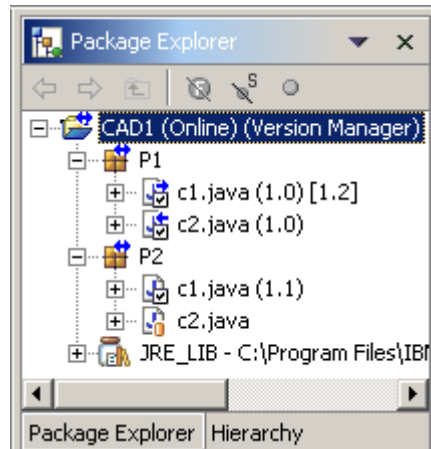 Package Explorer
S
CAD1 (Online) (Version Manager)
P1
c1.java (1.0) [1.2]
c2.java (1.0)
P2
c1.java (1.1)
c2.java
JRE_LIB - C:\Program Files\IBM
Package Explorer Hierarchy